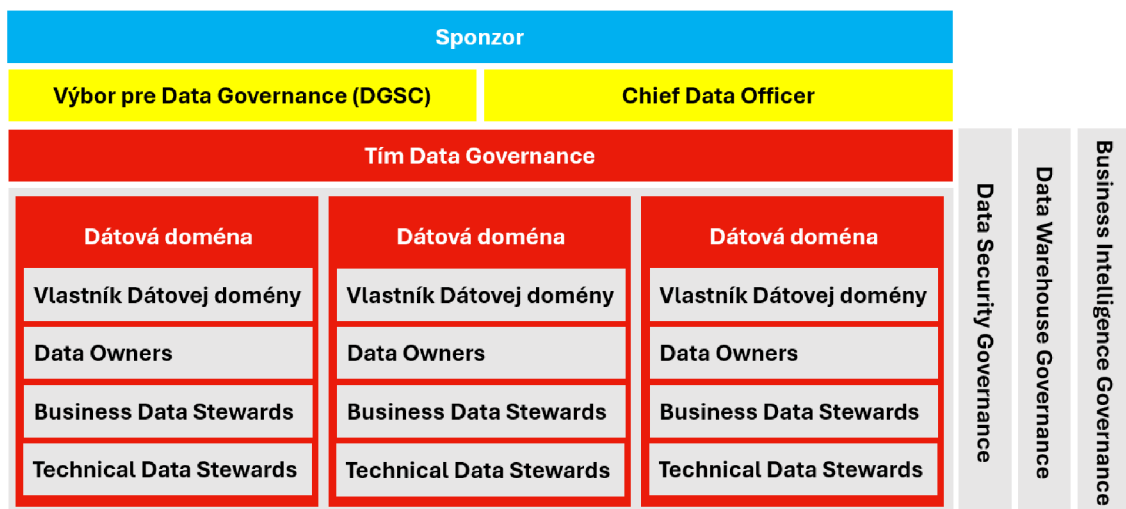 Sponzor
Výbor pre Data Governance (DGSC)
Chief Data Officer
Tím Data Governance
Dátová doména
Vlastník Dátovej domény
Data Owners
Business Data Stewards
Technical Data Stewards
Dátová doména
Vlastník Dátovej domény
Data Owners
Business Data Stewards
Technical Data Stewards
Dátová doména
Vlastník Dátovej domény
Data Owners
Business Data Stewards
Technical Data Stewards
Data Security Governance
Data Warehouse Governance
Business Intelligence Governance